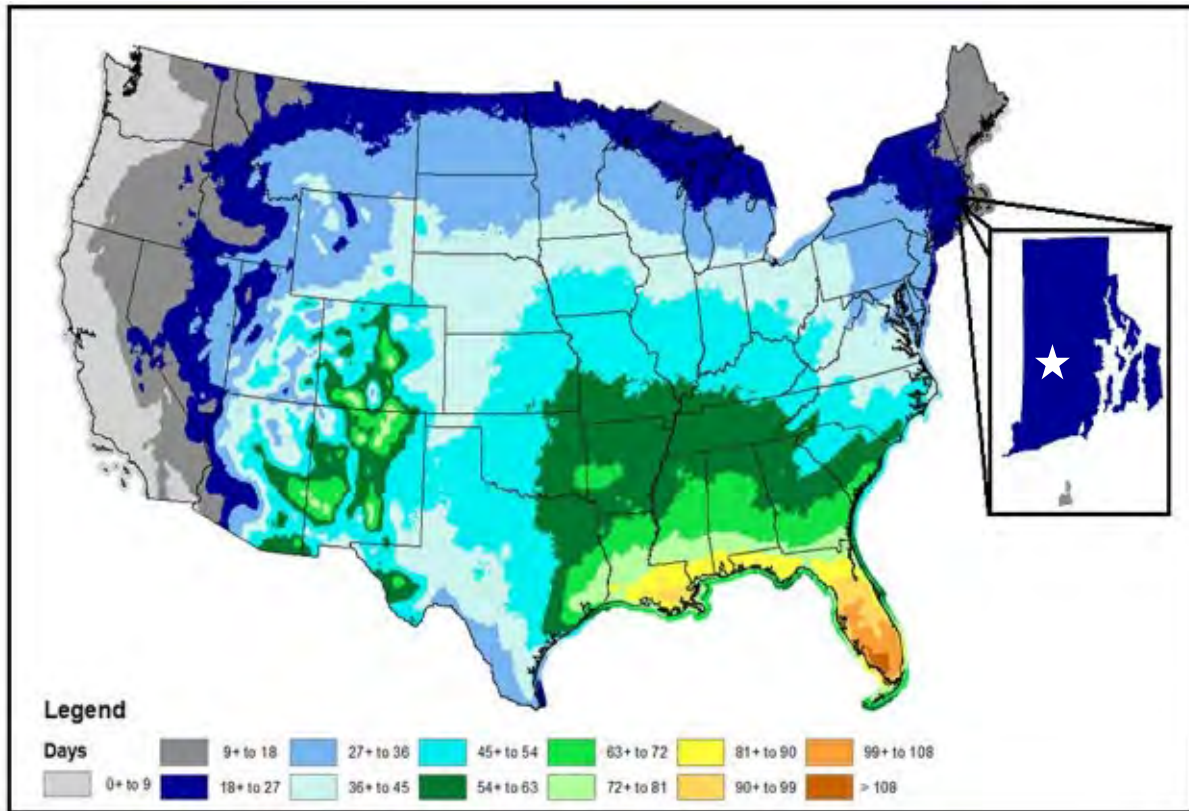 Legend
Days
9+ to 18 27+ to 36 45+ to 54 63+ to 72 81+ to 90 99+ to 108
0+ to 9 18+ to 27 36+ to 45 54+ to 63 72+ to 81 90+ to 99 > 108